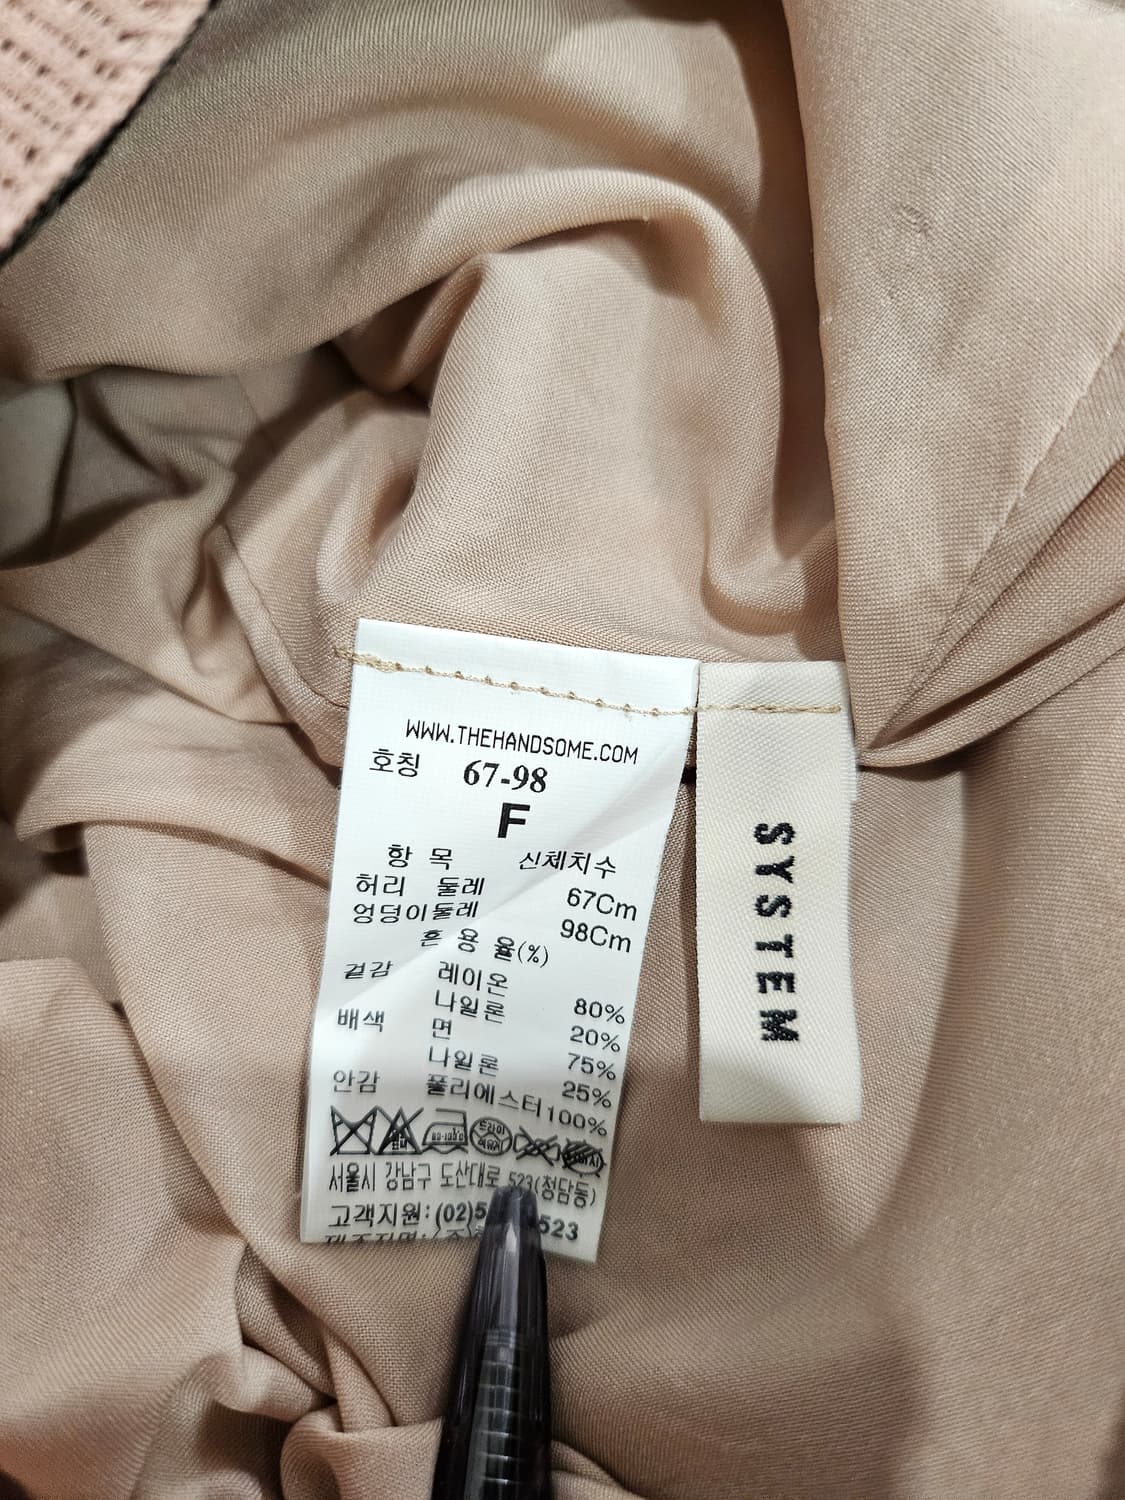 WWW.THEHANDSOME.COM
호칭 67-98
F
항 목 신체치수
허리 둘레 67Cm
엉덩이둘레 98Cm
혼 용 율(%)
겉감 레이온 80%
나일론 20%
배색 면 75%
나일론 25%
안감 폴리에스터100%
서울시 강남구 도산대로 523(청담동)
고객지원:(02)5 523
SYSTEM